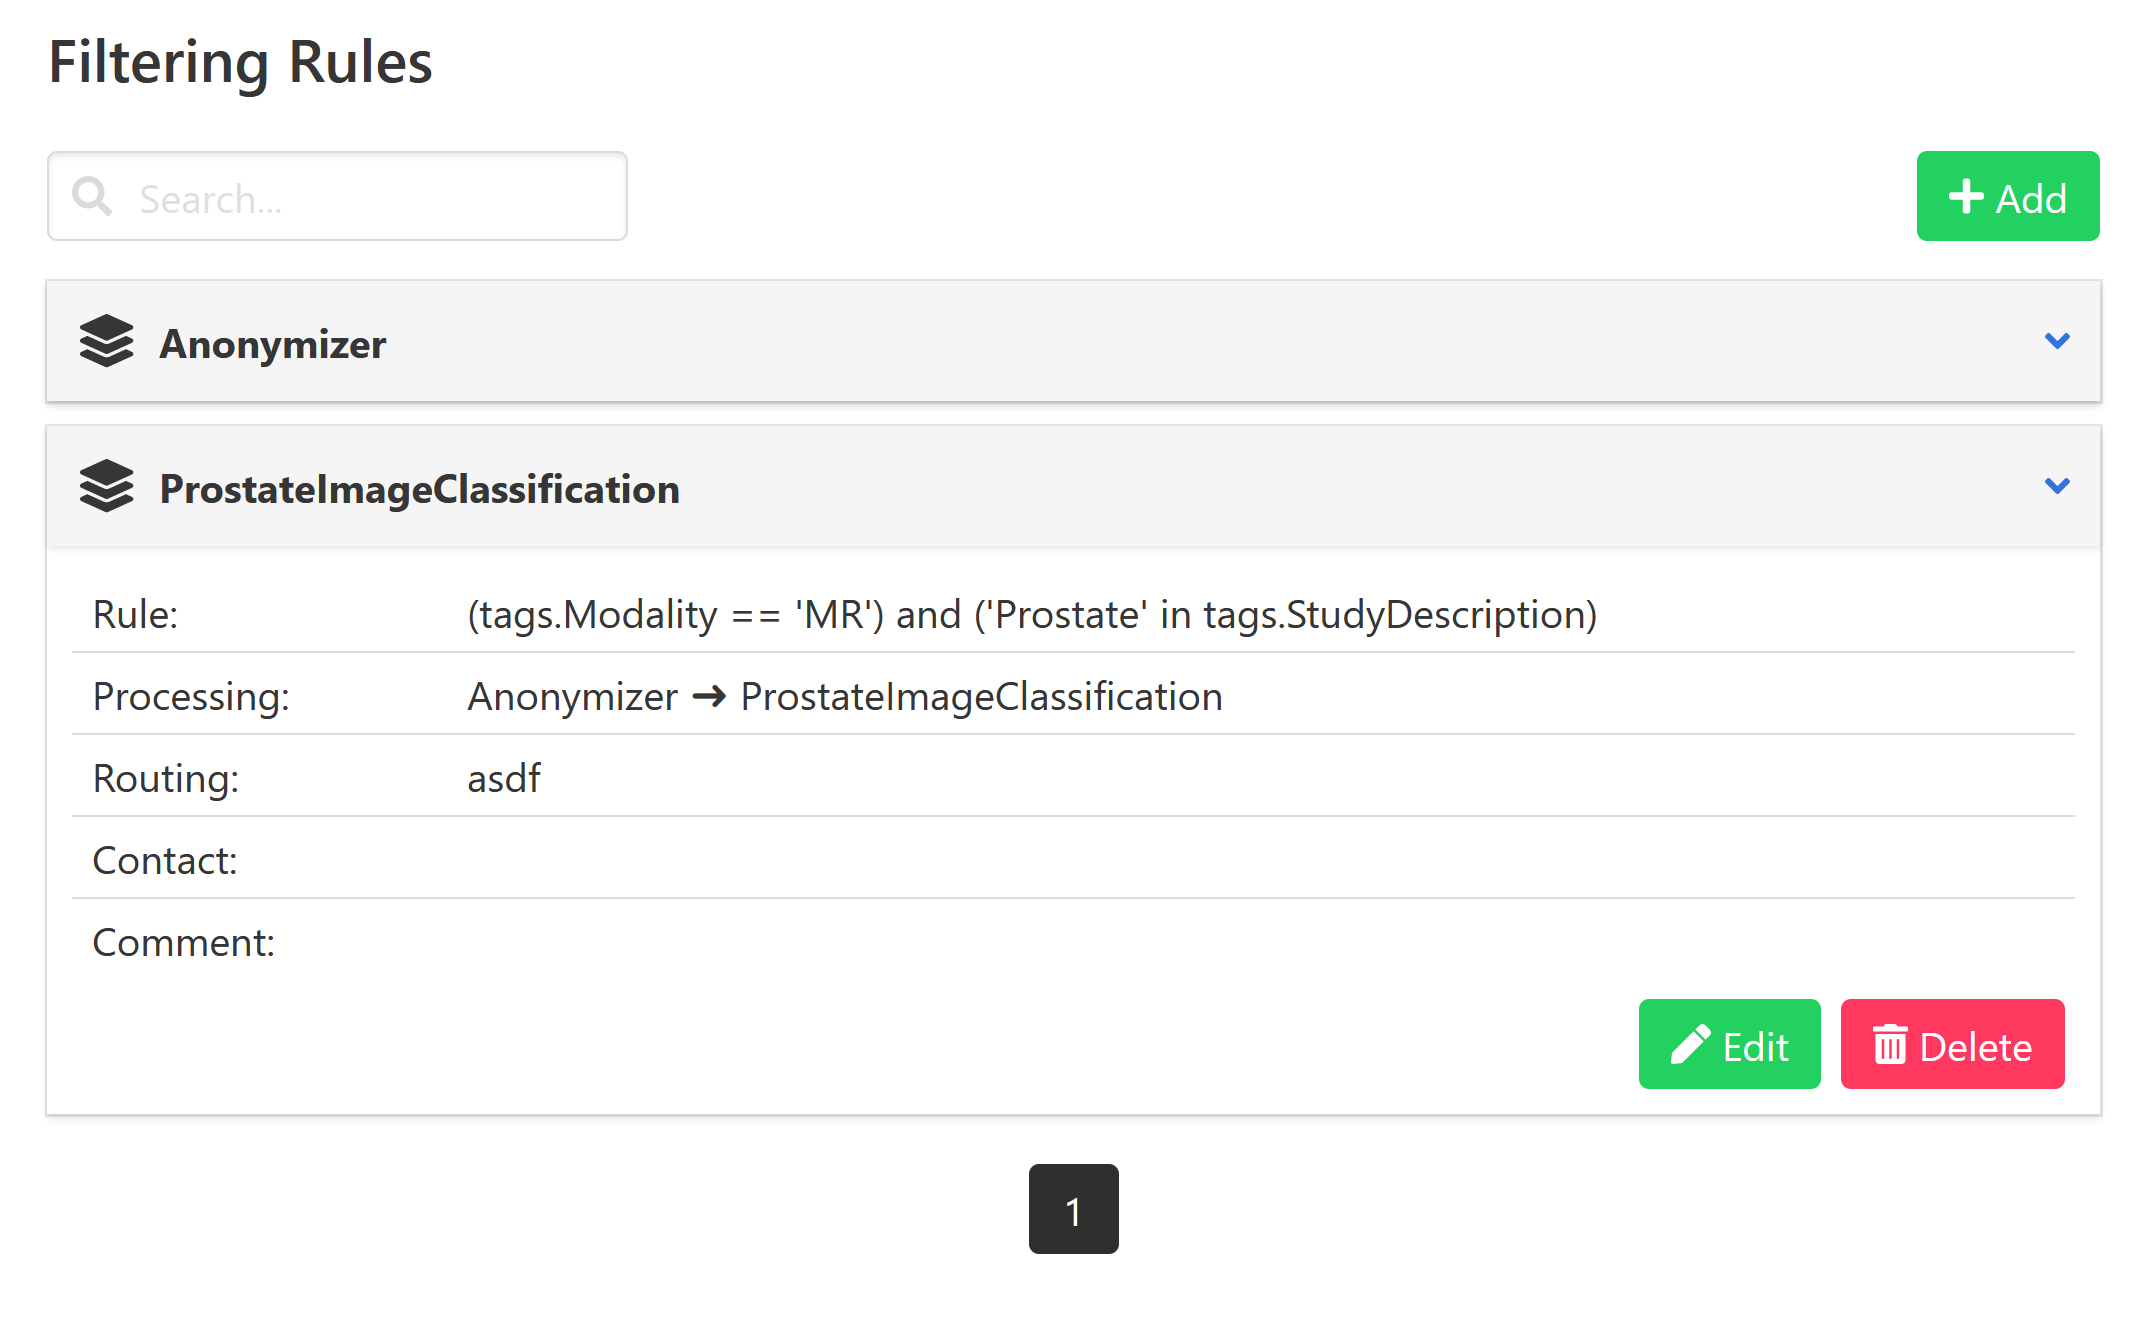 Filtering Rules
Search...
Add
Anonymizer
ProstateImageClassification
Rule: (tags.Modality == 'MR') and ('Prostate' in tags.StudyDescription)
Processing: Anonymizer ➜ ProstateImageClassification
Routing: asdf
Contact:
Comment:
Edit Delete
1